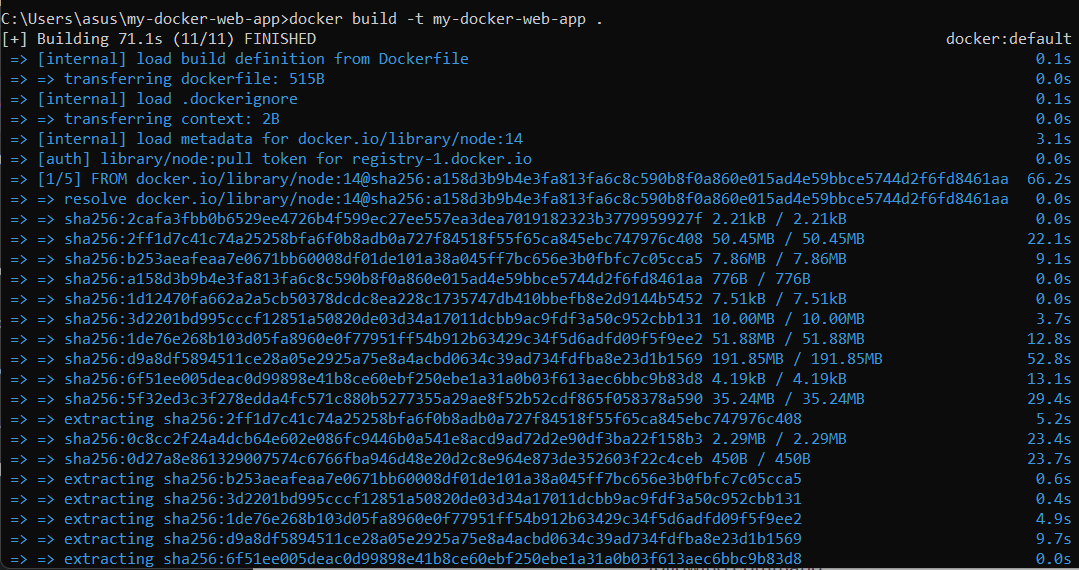 C:\Users\asus\my-docker-web-app>docker build -t my-docker-web-app .
[+] Building 71.1s (11/11) FINISHED docker:default
=> [internal] load build definition from Dockerfile 0.1s
=> => transferring dockerfile: 515B 0.0s
=> [internal] load .dockerignore 0.1s
=> => transferring context: 2B 0.0s
=> [internal] load metadata for docker.io/library/node:14 3.1s
=> [auth] library/node:pull token for registry-1.docker.io 0.0s
=> [1/5] FROM docker.io/library/node:14@sha256:a158d3b9b4e3fa813fa6c8c590b8f0a860e015ad4e59bbce5744d2f6fd8461aa 66.2s
=> => resolve docker.io/library/node:14@sha256:a158d3b9b4e3fa813fa6c8c590b8f0a860e015ad4e59bbce5744d2f6fd8461aa 0.0s
=> => sha256:2cafa3fbb0b6529ee4726b4f599ec27ee557ea3dea7019182323b3779959927f 2.21kB / 2.21kB 0.0s
=> => sha256:2ff1d7c41c74a25258bfa6f0b8adb0a727f84518f55f65ca845ebc747976c408 50.45MB / 50.45MB 22.1s
=> => sha256:b253aeafeaa7e0671bb60008df01de101a38a045ff7bc656e3b0fbfc7c05cca5 7.86MB / 7.86MB 9.1s
=> => sha256:a158d3b9b4e3fa813fa6c8c590b8f0a860e015ad4e59bbce5744d2f6fd8461aa 776B / 776B 0.0s
=> => sha256:1d12470fa662a2a5cb50378dcdc8ea228c1735747db410bbefb8e2d9144b5452 7.51kB / 7.51kB 0.0s
=> => sha256:3d2201bd995cccf12851a50820de03d34a17011dcbb9ac9fdf3a50c952cbb131 10.00MB / 10.00MB 3.7s
=> => sha256:1de76e268b103d05fa8960e0f77951ff54b912b63429c34f5d6adfd09f5f9ee2 51.88MB / 51.88MB 12.8s
=> => sha256:d9a8df5894511ce28a05e2925a75e8a4acbd0634c39ad734fdfba8e23d1b1569 191.85MB / 191.85MB 52.8s
=> => sha256:6f51ee005deac0d99898e41b8ce60ebf250ebe1a31a0b03f613aec6bbc9b83d8 4.19kB / 4.19kB 13.1s
=> => sha256:5f32ed3c3f278edda4fc571c880b5277355a29ae8f52b52cdf865f058378a590 35.24MB / 35.24MB 29.4s
=> => extracting sha256:2ff1d7c41c74a25258bfa6f0b8adb0a727f84518f55f65ca845ebc747976c408 5.2s
=> => sha256:0c8cc2f24a4dcb64e602e086fc9446b0a541e8acd9ad72d2e90df3ba22f158b3 2.29MB / 2.29MB 23.4s
=> => sha256:0d27a8e861329007574c6766fba946d48e20d2c8e964e873de352603f22c4ceb 450B / 450B 23.7s
=> => extracting sha256:b253aeafeaa7e0671bb60008df01de101a38a045ff7bc656e3b0fbfc7c05cca5 0.6s
=> => extracting sha256:3d2201bd995cccf12851a50820de03d34a17011dcbb9ac9fdf3a50c952cbb131 0.4s
=> => extracting sha256:1de76e268b103d05fa8960e0f77951ff54b912b63429c34f5d6adfd09f5f9ee2 4.9s
=> => extracting sha256:d9a8df5894511ce28a05e2925a75e8a4acbd0634c39ad734fdfba8e23d1b1569 9.7s
=> => extracting sha256:6f51ee005deac0d99898e41b8ce60ebf250ebe1a31a0b03f613aec6bbc9b83d8 0.0s